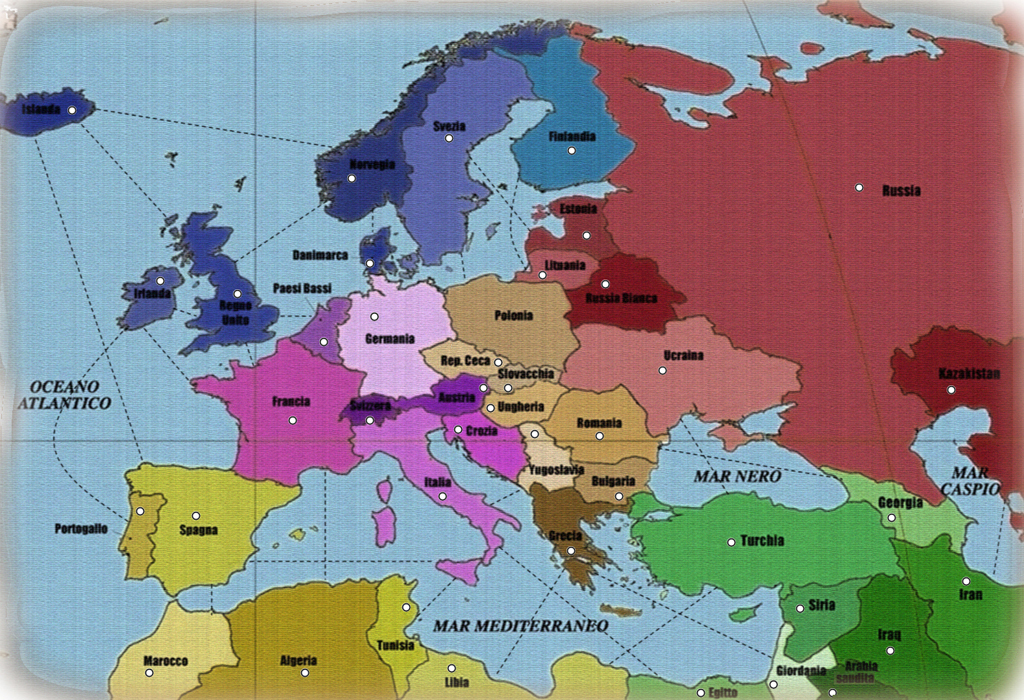 Islanda
Norvegia
Svezia
Finlandia
Russia
Estonia
Danimarca
Lituania
Paesi Bassi
Irlanda
Regno
Unito
Russia Bianca
Polonia
Germania
Rep. Ceca
Slovacchia
Ucraina
Kazakistan
OCEANO
ATLANTICO
Francia
Svizzera
Austria
Ungheria
Crozia
Romania
Yugoslavia
Italia
Bulgaria
MAR NERO
MAR
CASPIO
Georgia
Portogallo
Spagna
Grecia
Turchia
Iran
Siria
MAR MEDITERRANEO
Iraq
Tunisia
Marocco
Algeria
Libia
Giordania
Arabia
saudita
Egitto